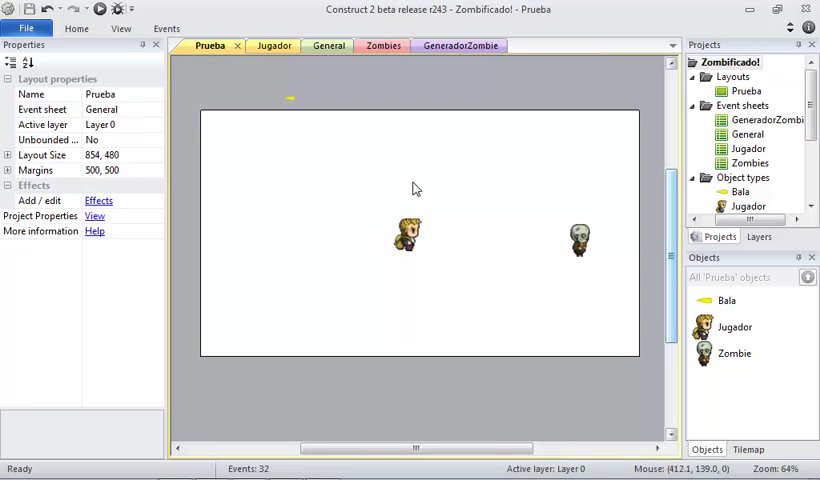 Construct 2 beta release r243 - Zombificado! - Prueba
File Home View Events
Properties
Prueba Jugador General Zombies GeneradorZombie
Projects
Layout properties
Name Prueba
Event sheet General
Active layer Layer 0
Unbounded ... No
Layout Size 854, 480
Margins 500, 500
Effects
Add / edit Effects
Project Properties View
More information Help
Zombificado!
Layouts
Prueba
Event sheets
GeneradorZombi
General
Jugador
Zombies
Object types
Bala
Jugador
Projects Layers
Objects
All 'Prueba' objects
Bala
Jugador
Zombie
Objects Tilemap
Ready Events: 32 Active layer: Layer 0 Mouse: (412.1, 139.0, 0) Zoom: 64%